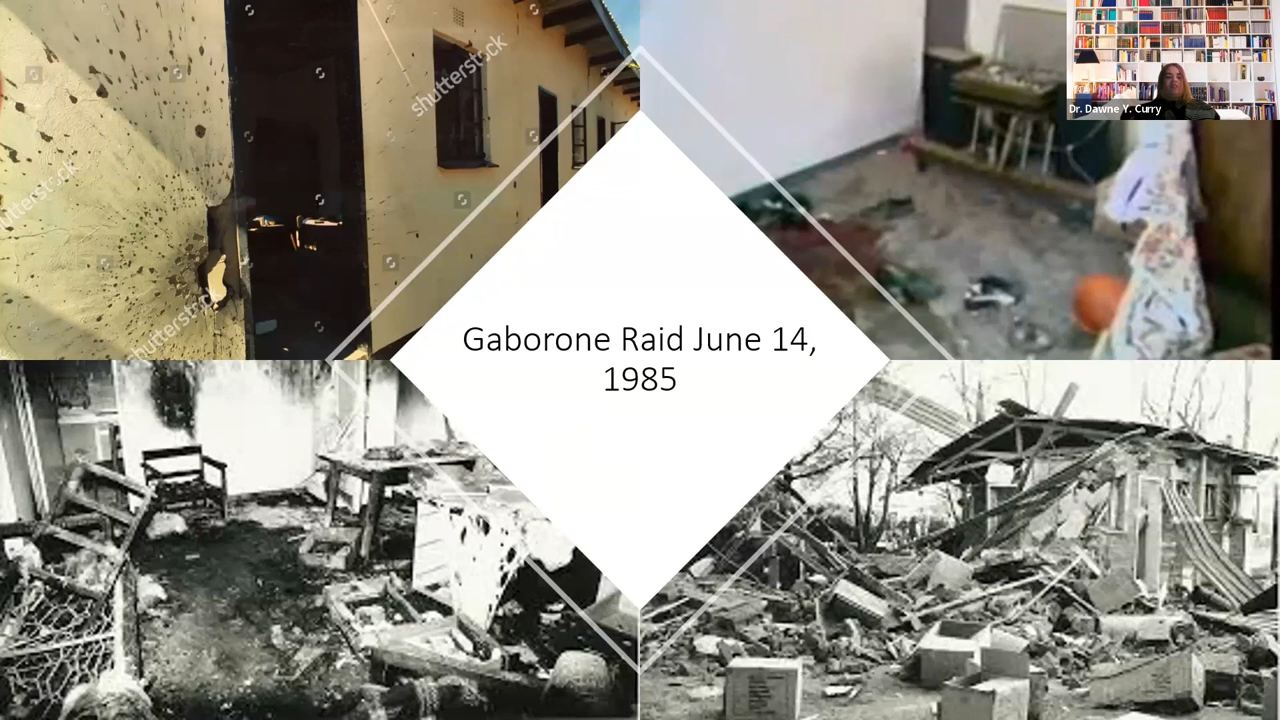 shutterstock
shutterstock
shutterstock
Dr. Dawne Y. Curry
Gaborone Raid June 14,
1985